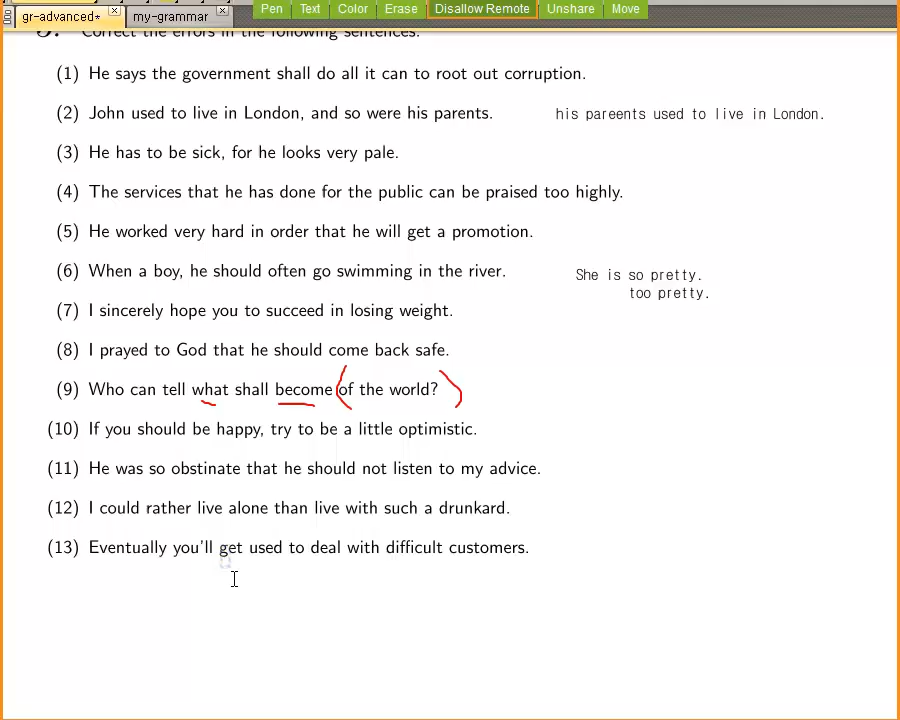 Pen Text Color Erase Disallow Remote Unshare Move
gr-advanced* my-grammar
Correct the errors in the following sentences.
(1) He says the government shall do all it can to root out corruption.
(2) John used to live in London, and so were his parents. his pareents used to live in London.
(3) He has to be sick, for he looks very pale.
(4) The services that he has done for the public can be praised too highly.
(5) He worked very hard in order that he will get a promotion.
(6) When a boy, he should often go swimming in the river. She is so pretty.
too pretty.
(7) I sincerely hope you to succeed in losing weight.
(8) I prayed to God that he should come back safe.
(9) Who can tell what shall become of the world?
(10) If you should be happy, try to be a little optimistic.
(11) He was so obstinate that he should not listen to my advice.
(12) I could rather live alone than live with such a drunkard.
(13) Eventually you'll get used to deal with difficult customers.